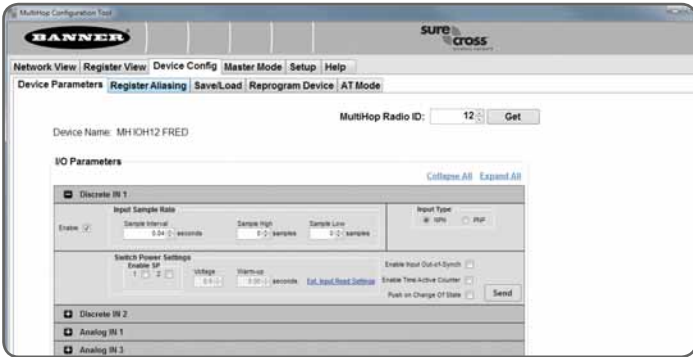 MultiHop Configuration Tool
BANNER
sure cross
Network View Register View Device Config Master Mode Setup Help
Device Parameters Register Aliasing Save/Load Reprogram Device AT Mode
MultiHop Radio ID: 12 Get
Device Name: MH IOH12 FRED
I/O Parameters
Collapse All Expand All
Discrete IN 1
Input Sample Rate
Input Type
Enable
Sample Interval
Sample High
Sample Low
0.04 seconds
0 samples
0 samples
NPN PNP
Switch Power Settings
Enable SP
1 2
Voltage
Warm-up
seconds
Ext. Input Read Settings
Enable Input Out-of-Synch
Enable Time Active Counter
Push on Change Of State
Send
Discrete IN 2
Analog IN 1
Analog IN 3